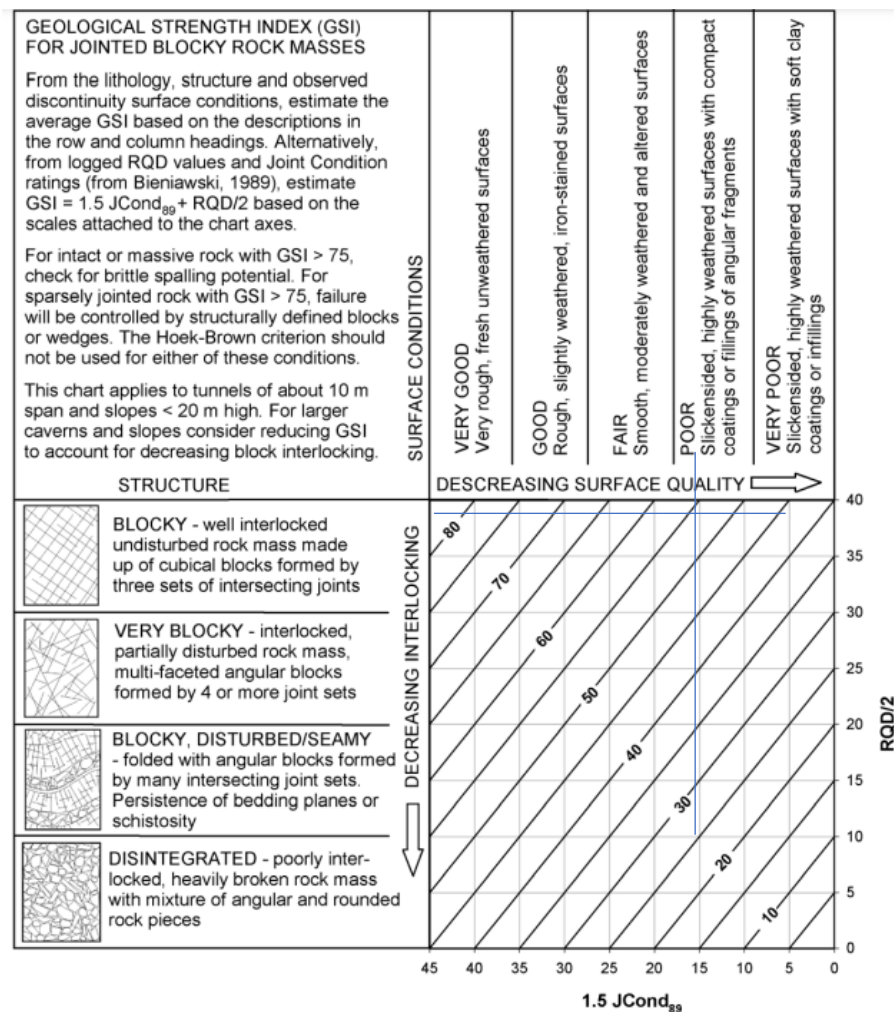 GEOLOGICAL STRENGTH INDEX (GSI)
FOR JOINTED BLOCKY ROCK MASSES
From the lithology, structure and observed
discontinuity surface conditions, estimate the
average GSI based on the descriptions in
the row and column headings. Alternatively,
from logged RQD values and Joint Condition
ratings (from Bieniawski, 1989), estimate
GSI = 1.5 JCond89 + RQD/2 based on the
scales attached to the chart axes.
For intact or massive rock with GSI > 75,
check for brittle spalling potential. For
sparsely jointed rock with GSI > 75, failure
will be controlled by structurally defined blocks
or wedges. The Hoek-Brown criterion should
not be used for either of these conditions.
This chart applies to tunnels of about 10 m
span and slopes < 20 m high. For larger
caverns and slopes consider reducing GSI
to account for decreasing block interlocking.
SURFACE CONDITIONS
VERY GOOD
Very rough, fresh unweathered surfaces
GOOD
Rough, slightly weathered, iron-stained surfaces
FAIR
Smooth, moderately weathered and altered surfaces
POOR
Slickensided, highly weathered surfaces with compact
coatings or fillings of angular fragments
VERY POOR
Slickensided, highly weathered surfaces with soft clay
coatings or infillings
STRUCTURE
DESCREASING SURFACE QUALITY
BLOCKY - well interlocked
undisturbed rock mass made
up of cubical blocks formed by
three sets of intersecting joints
VERY BLOCKY - interlocked,
partially disturbed rock mass,
multi-faceted angular blocks
formed by 4 or more joint sets
BLOCKY, DISTURBED/SEAMY
- folded with angular blocks formed
by many intersecting joint sets.
Persistence of bedding planes or
schistosity
DISINTEGRATED - poorly inter-
locked, heavily broken rock mass
with mixture of angular and rounded
rock pieces
DECREASING INTERLOCKING
80
70
60
50
40
30
20
10
40
35
30
25
20
15
10
5
0
RQD/2
45 40 35 30 25 20 15 10 5 0
1.5 JCond89